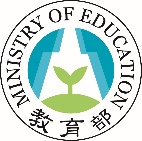 MINISTRY OF EDUCATION
教育部